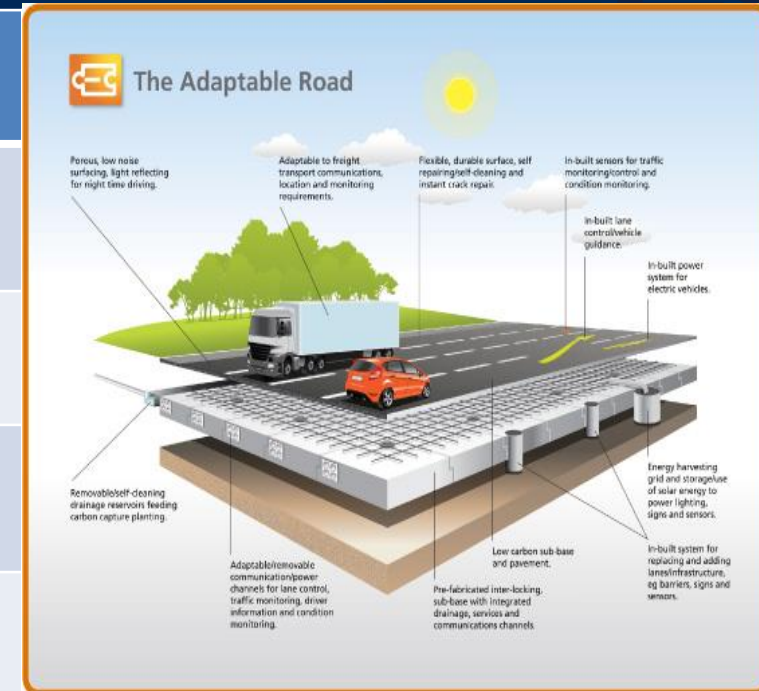 The Adaptable Road
Porous, low noise
surfacing, light reflecting
for night time driving.
Adaptable to freight
transport communications,
location and monitoring
requirements.
Flexible, durable surface, self
repairing/self-cleaning and
instant crack repair.
In-built sensors for traffic
monitoring/control and
condition monitoring.
In-built lane
control/vehicle
guidance.
In-built power
system for
electric vehicles.
Removable/self-cleaning
drainage reservoirs feeding
carbon capture planting.
Adaptable/removable
communication/power
channels for lane control,
traffic monitoring, driver
information and condition
monitoring.
Low carbon sub-base
and pavement.
Pre-fabricated inter-locking,
sub-base with integrated
drainage, services and
communications channels.
Energy harvesting
grid and storage/use
of solar energy to
power lighting,
signs and sensors.
In-built system for
replacing and adding
lanes/infrastructure,
eg barriers, signs and
sensors.